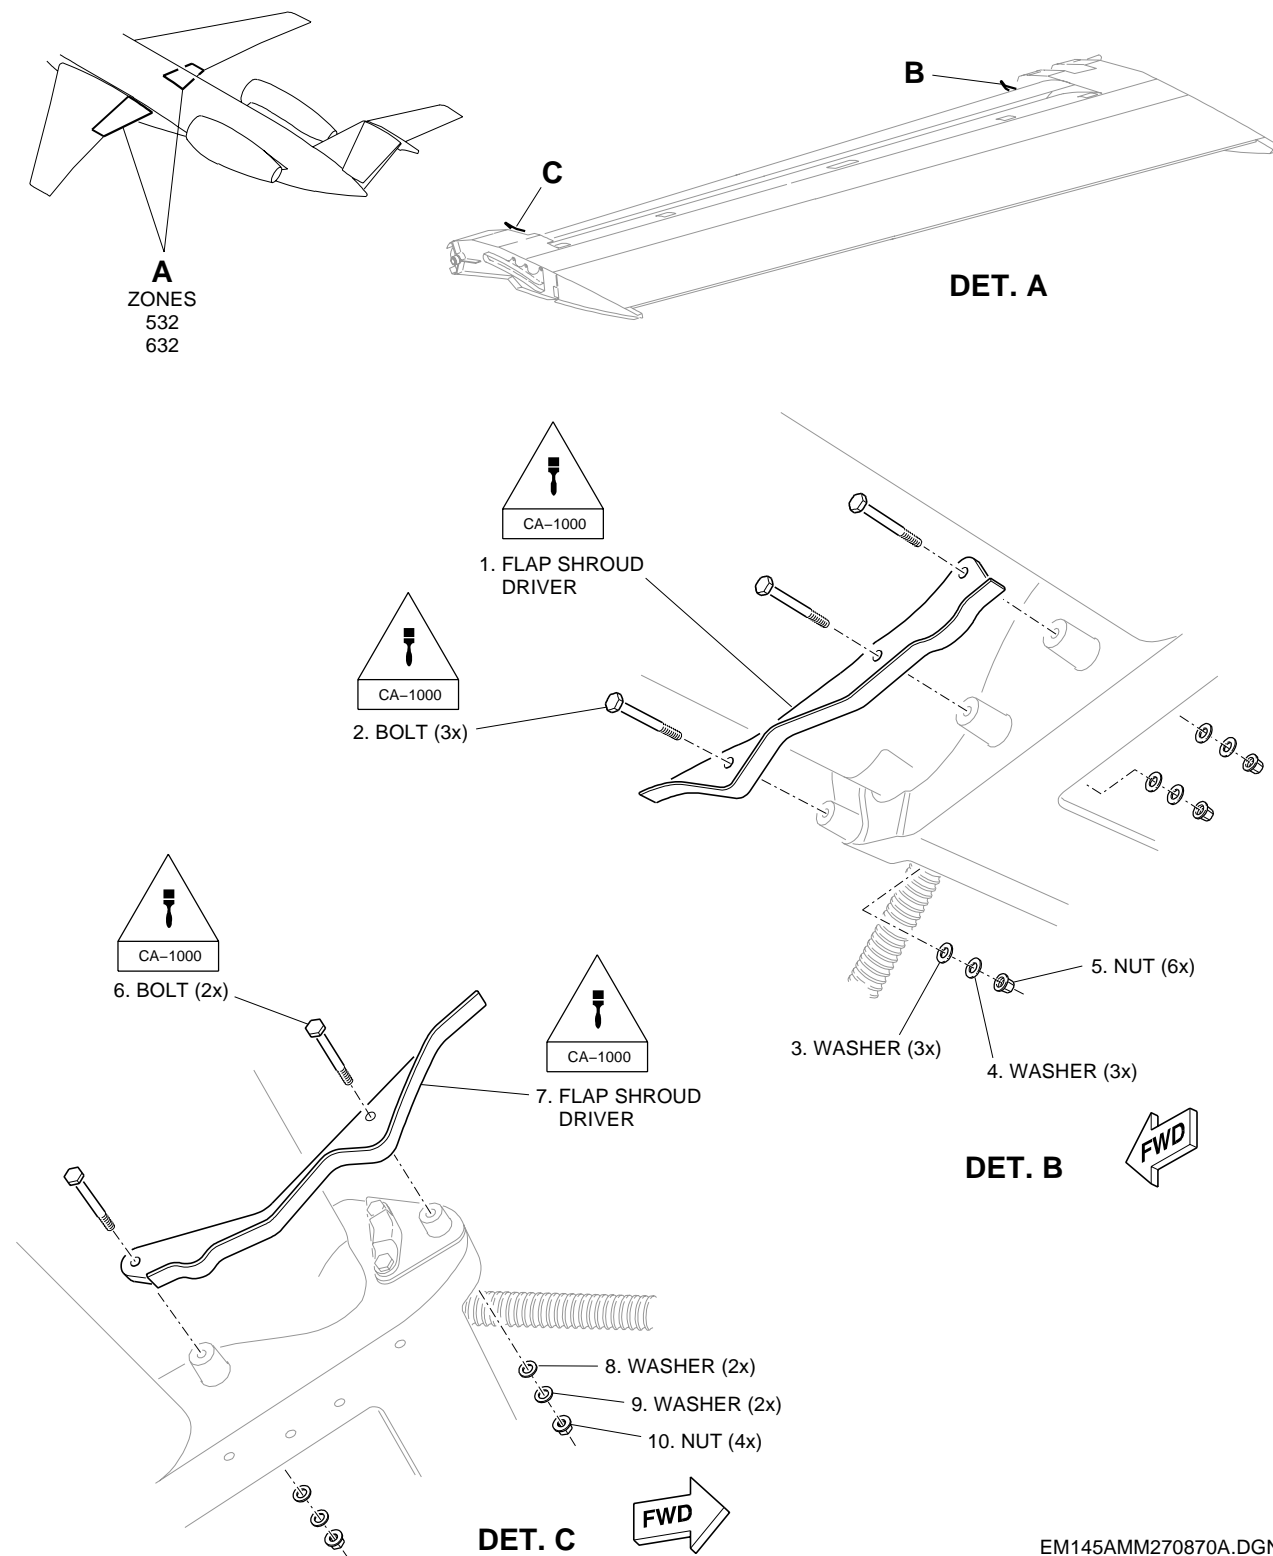 A
ZONES
532
632
B
C
DET. A
CA–1000
1. FLAP SHROUD
DRIVER
CA–1000
2. BOLT (3x)
5. NUT (6x)
3. WASHER (3x)
4. WASHER (3x)
FWD
DET. B
CA–1000
6. BOLT (2x)
CA–1000
7. FLAP SHROUD
DRIVER
8. WASHER (2x)
9. WASHER (2x)
10. NUT (4x)
FWD
DET. C
EM145AMM270870A.DGN